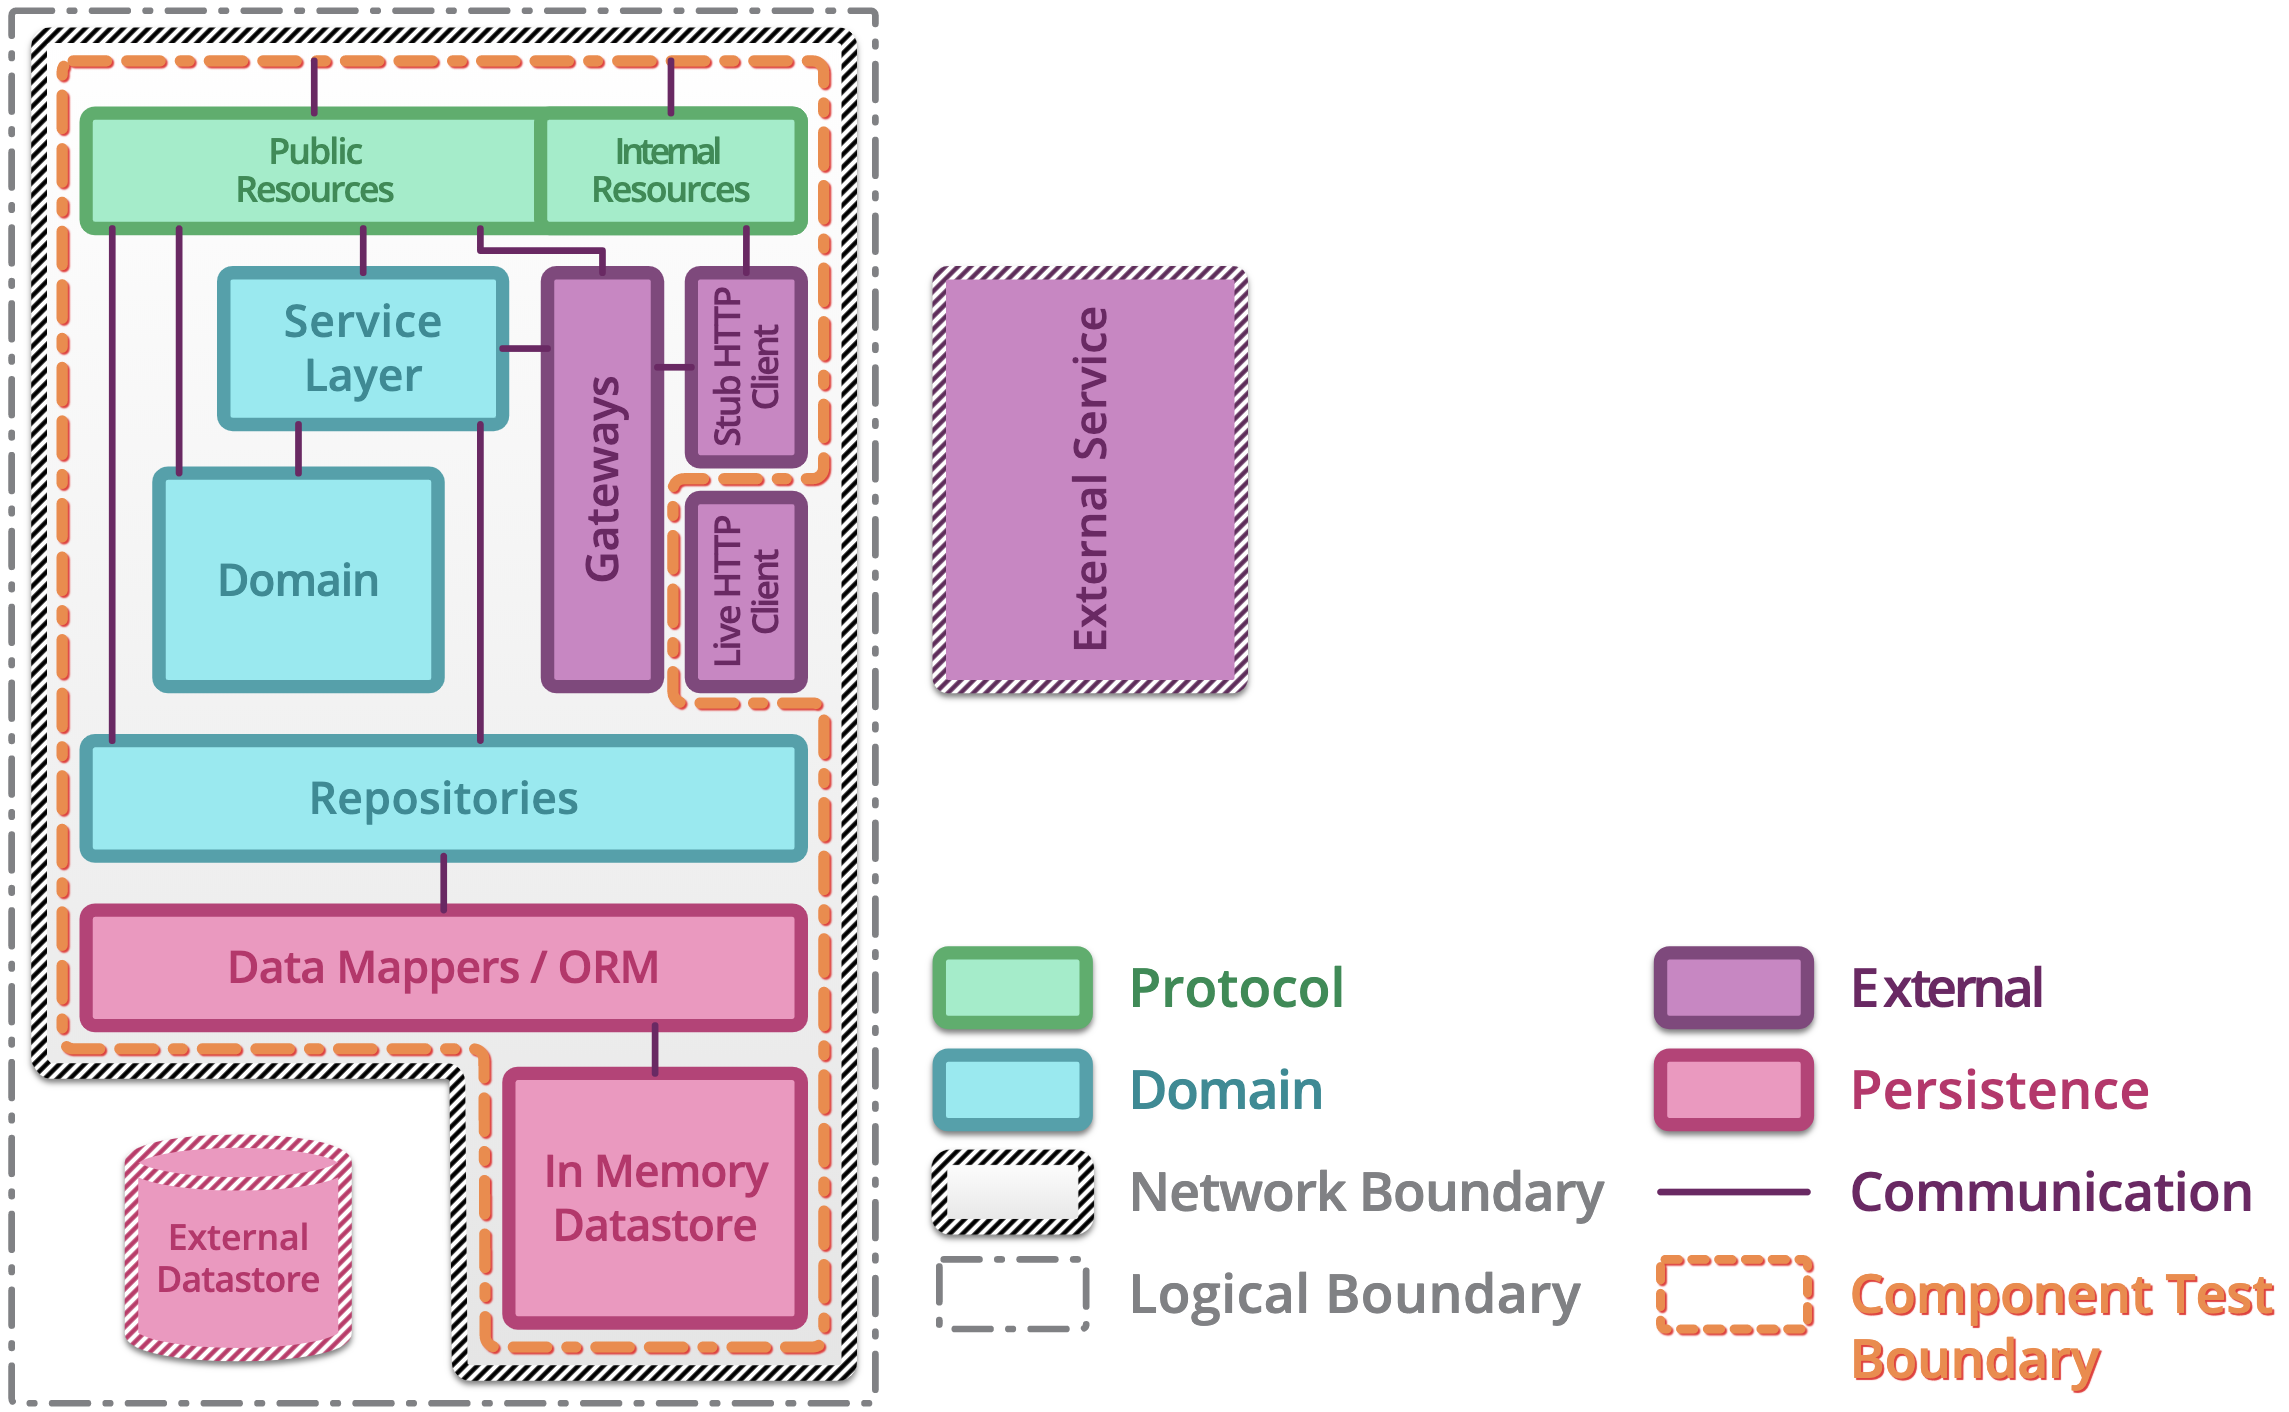 Public
Resources
Internal
Resources
Service
Layer
Gateways
Stub HTTP
Client
External Service
Domain
Live HTTP
Client
Repositories
Data Mappers / ORM
In Memory
Datastore
External
Datastore
Protocol
External
Domain
Persistence
Network Boundary
Communication
Logical Boundary
Component Test
Boundary